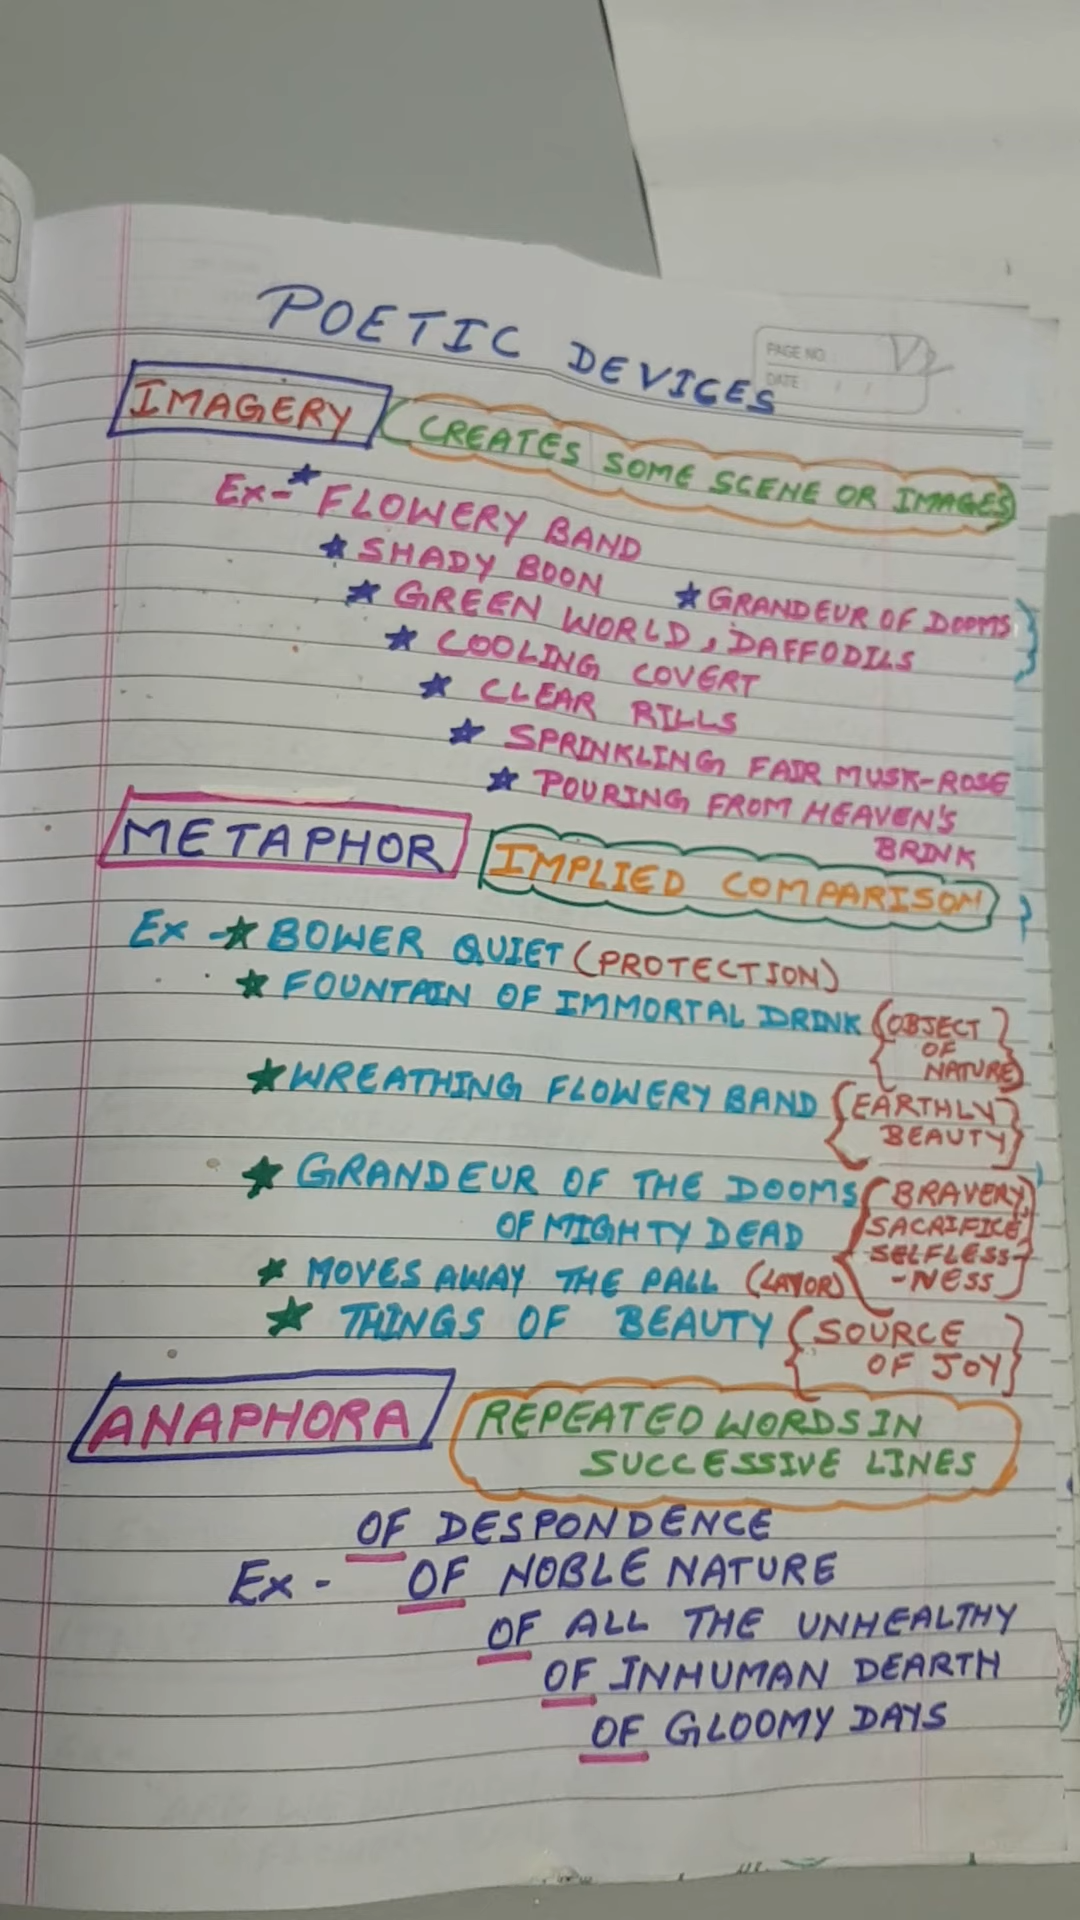 POETIC DEVICES
PAGE NO.
DATE / /
IMAGERY CREATES SOME SCENE OR IMAGES
Ex-★ FLOWERY BAND
★ SHADY BOON
★ GRANDEUR OF DOOMS
★ GREEN WORLD, DAFFODILS
★ COOLING COVERT
★ CLEAR RILLS
★ SPRINKLING FAIR MUSK-ROSE
★ POURING FROM HEAVEN'S
BRINK
METAPHOR IMPLIED COMPARISON
Ex -★ BOWER QUIET (PROTECTION)
★ FOUNTAIN OF IMMORTAL DRINK {OBJECT
OF
NATURE}
★ WREATHING FLOWERY BAND {EARTHLY
BEAUTY}
★ GRANDEUR OF THE DOOMS {BRAVERY,
OF MIGHTY DEAD SACRIFICE,
SELFLESS-
-NESS}
★ MOVES AWAY THE PALL (LAYOR)
★ THINGS OF BEAUTY {SOURCE
OF JOY}
ANAPHORA REPEATED WORDS IN
SUCCESSIVE LINES
OF DESPONDENCE
Ex - OF NOBLE NATURE
OF ALL THE UNHEALTHY
OF INHUMAN DEARTH
OF GLOOMY DAYS